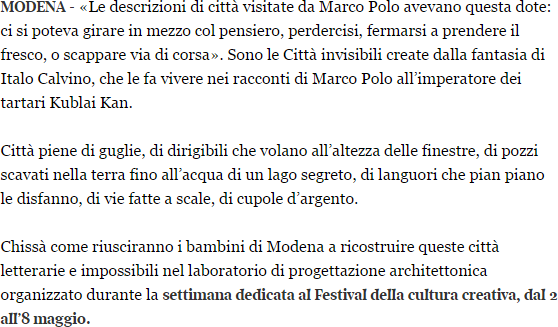 MODENA - «Le descrizioni di città visitate da Marco Polo avevano questa dote:
ci si poteva girare in mezzo col pensiero, perdercisi, fermarsi a prendere il
fresco, o scappare via di corsa». Sono le Città invisibili create dalla fantasia di
Italo Calvino, che le fa vivere nei racconti di Marco Polo all'imperatore dei
tartari Kublai Kan.
Città piene di guglie, di dirigibili che volano all'altezza delle finestre, di pozzi
scavati nella terra fino all'acqua di un lago segreto, di languori che pian piano
le disfanno, di vie fatte a scale, di cupole d'argento.
Chissà come riusciranno i bambini di Modena a ricostruire queste città
letterarie e impossibili nel laboratorio di progettazione architettonica
organizzato durante la settimana dedicata al Festival della cultura creativa, dal 2
all'8 maggio.